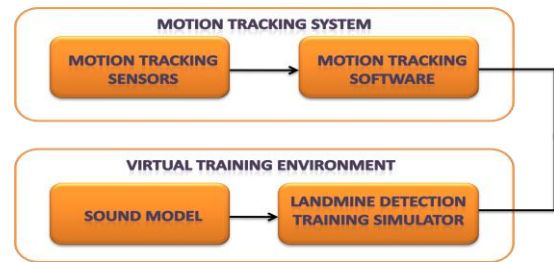 MOTION TRACKING SYSTEM
MOTION TRACKING
SENSORS
MOTION TRACKING
SOFTWARE
VIRTUAL TRAINING ENVIRONMENT
SOUND MODEL
LANDMINE DETECTION
TRAINING SIMULATOR